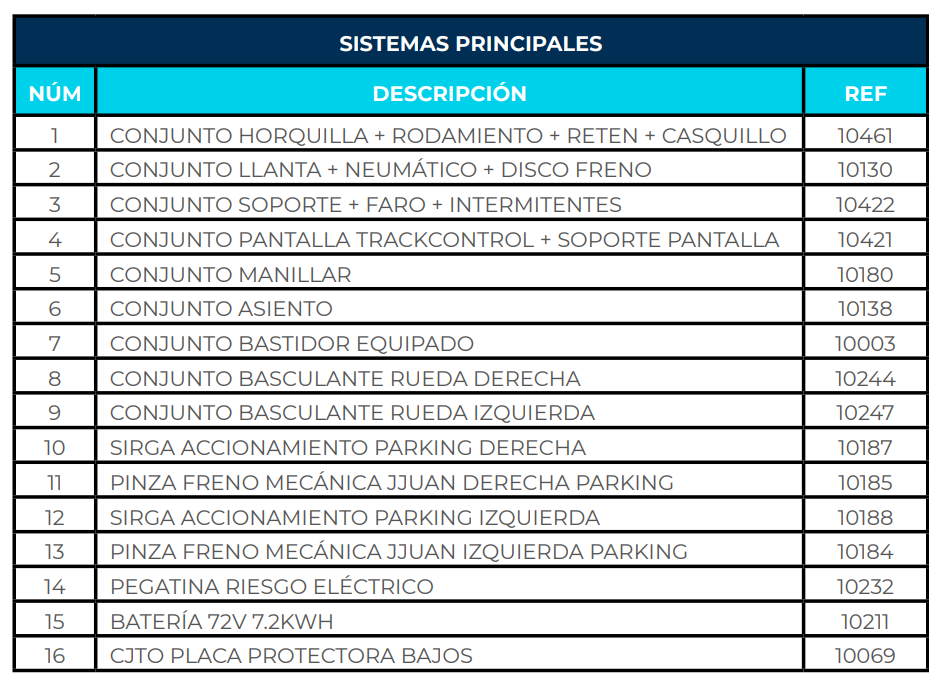 SISTEMAS PRINCIPALES
NÚM DESCRIPCIÓN REF
1 CONJUNTO HORQUILLA + RODAMIENTO + RETEN + CASQUILLO 10461
2 CONJUNTO LLANTA + NEUMÁTICO + DISCO FRENO 10130
3 CONJUNTO SOPORTE + FARO + INTERMITENTES 10422
4 CONJUNTO PANTALLA TRACKCONTROL + SOPORTE PANTALLA 10421
5 CONJUNTO MANILLAR 10180
6 CONJUNTO ASIENTO 10138
7 CONJUNTO BASTIDOR EQUIPADO 10003
8 CONJUNTO BASCULANTE RUEDA DERECHA 10244
9 CONJUNTO BASCULANTE RUEDA IZQUIERDA 10247
10 SIRGA ACCIONAMIENTO PARKING DERECHA 10187
11 PINZA FRENO MECÁNICA JJUAN DERECHA PARKING 10185
12 SIRGA ACCIONAMIENTO PARKING IZQUIERDA 10188
13 PINZA FRENO MECÁNICA JJUAN IZQUIERDA PARKING 10184
14 PEGATINA RIESGO ELÉCTRICO 10232
15 BATERÍA 72V 7.2KWH 10211
16 CJTO PLACA PROTECTORA BAJOS 10069